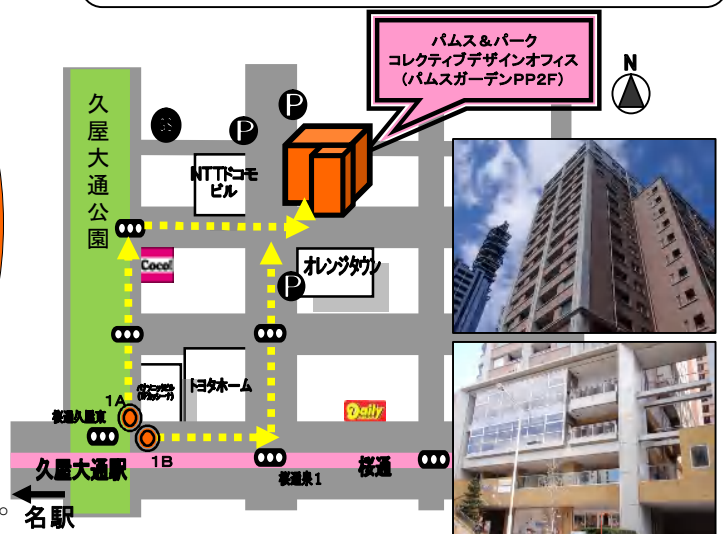 パムス＆パーク
コレクティブデザインオフィス
（パムスガーデンPP2F）
N
久屋大通公園
P
P
NTTドコモ
ビル
Coco!
オレンジタウン
P
トヨタホーム
1A
桜通久屋東
1B
Daily
久屋大通駅
桜通泉1
桜通
名駅
。